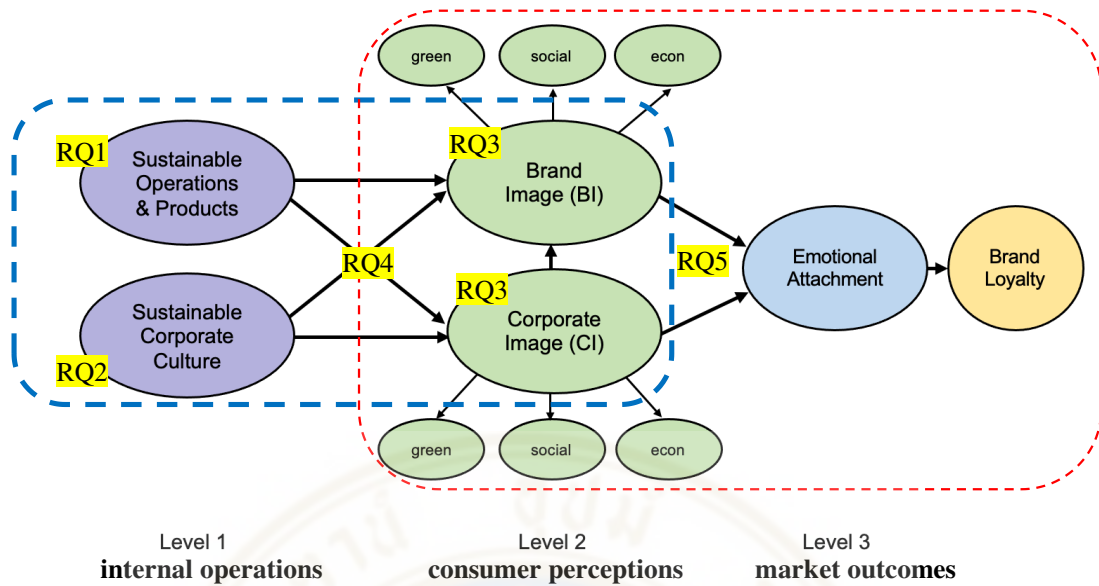 green
social
econ
RQ1
Sustainable
Operations
& Products
RQ3
Brand
Image (BI)
RQ4
RQ5
Emotional
Attachment
Brand
Loyalty
RQ3
Sustainable
Corporate
Culture
RQ2
Corporate
Image (CI)
green
social
econ
Level 1
internal operations
Level 2
consumer perceptions
Level 3
market outcomes